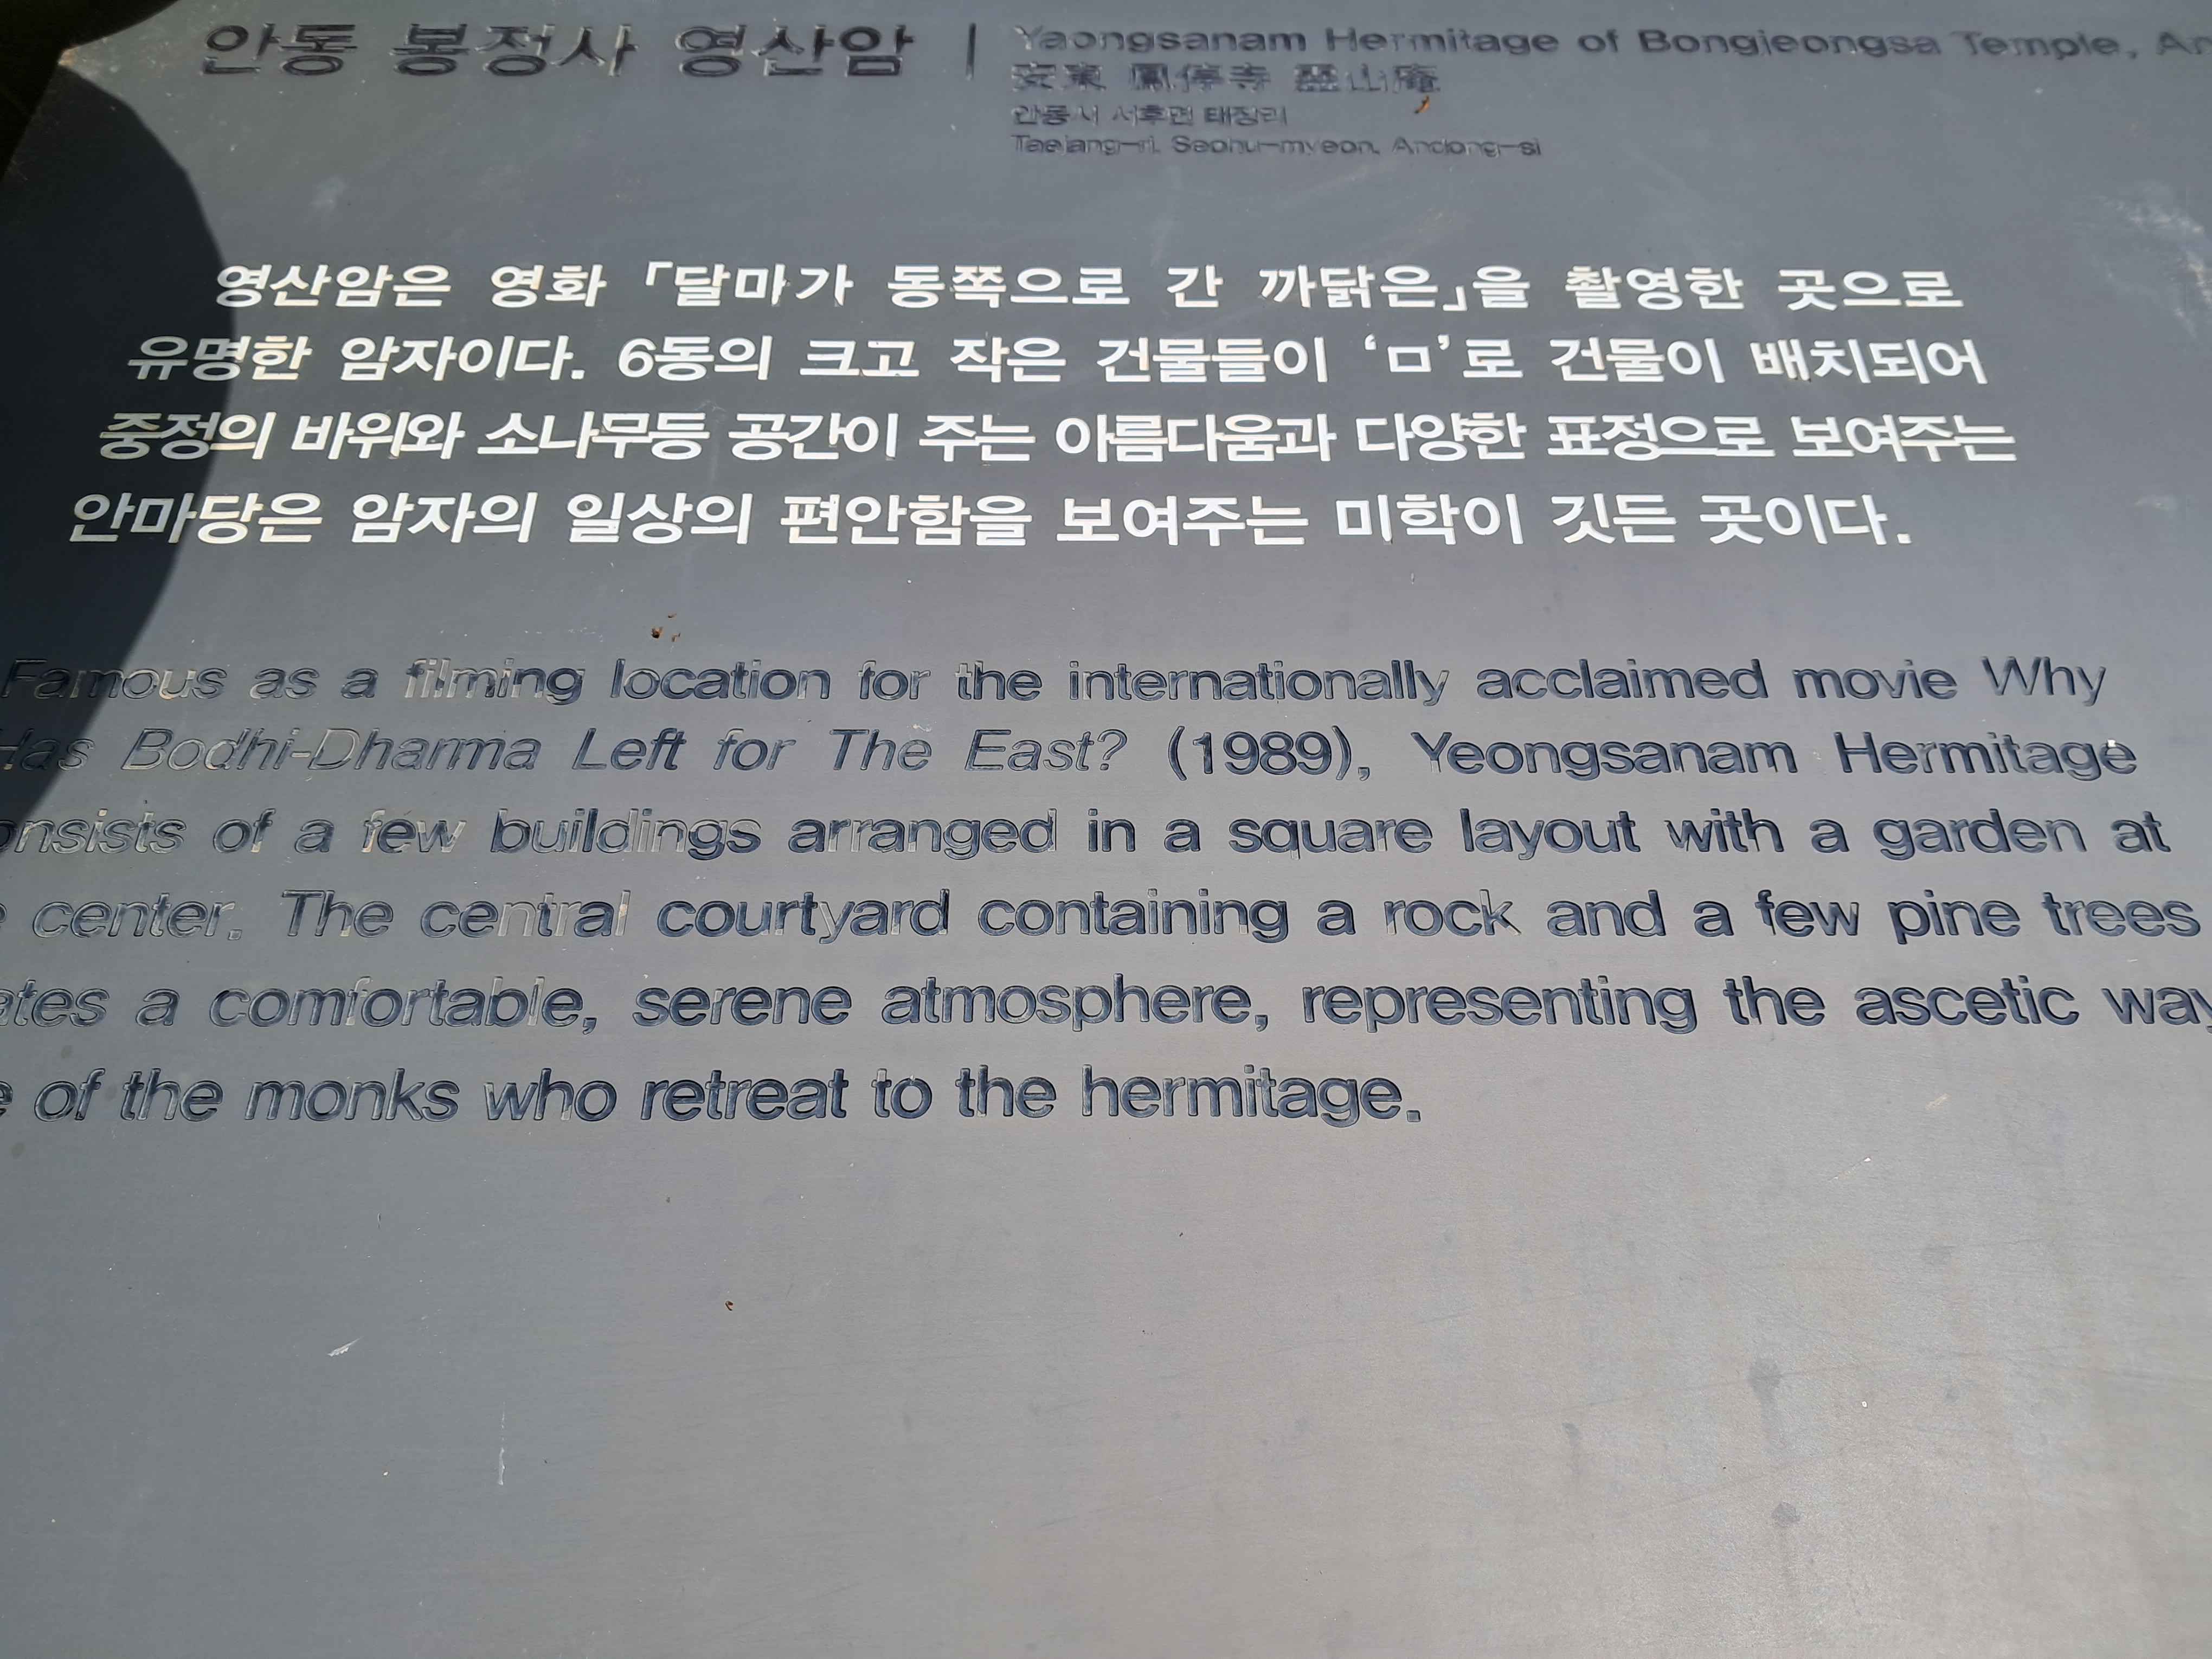 안동 봉정사 영산암
Yaongsanam Hermitage of Bongjeongsa Temple, An
安東 鳳停寺 靈山庵
안동시 서후면 태장리
Taejang-ri, Seohu-myeon, Andong-si
영산암은 영화 「달마가 동쪽으로 간 까닭은」을 촬영한 곳으로
유명한 암자이다. 6동의 크고 작은 건물들이 ‘ㅁ’로 건물이 배치되어
중정의 바위와 소나무등 공간이 주는 아름다움과 다양한 표정으로 보여주는
안마당은 암자의 일상의 편안함을 보여주는 미학이 깃든 곳이다.
Famous as a filming location for the internationally acclaimed movie Why
Has Bodhi-Dharma Left for The East? (1989), Yeongsanam Hermitage
onsists of a few buildings arranged in a square layout with a garden at
e center. The central courtyard containing a rock and a few pine trees
ates a comfortable, serene atmosphere, representing the ascetic way
e of the monks who retreat to the hermitage.